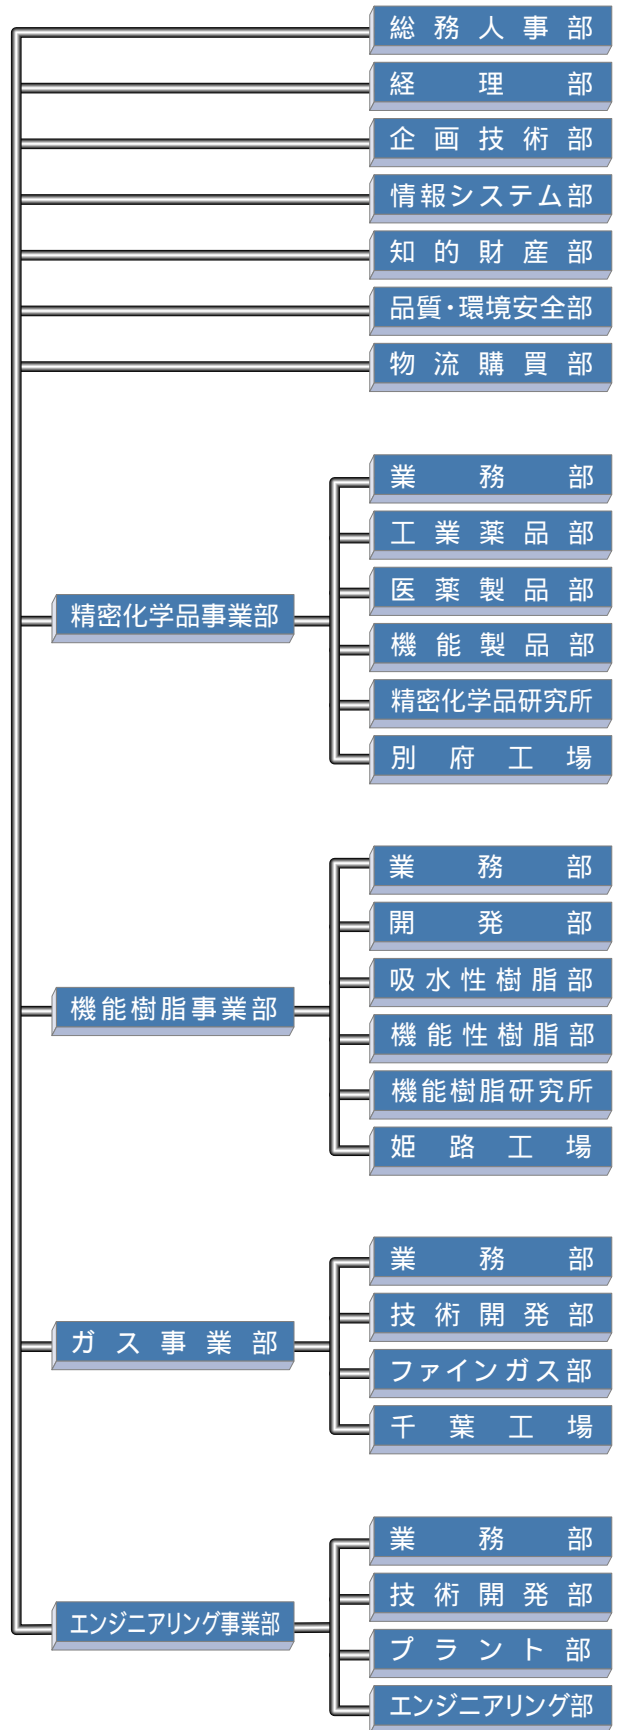 総務人事部
経理部
企画技術部
情報システム部
知的財産部
品質・環境安全部
物流購買部
精密化学品事業部
業務部
工業薬品部
医薬製品部
機能製品部
精密化学品研究所
別府工場
機能樹脂事業部
業務部
開発部
吸水性樹脂部
機能性樹脂部
機能樹脂研究所
姫路工場
ガス事業部
業務部
技術開発部
ファインガス部
千葉工場
エンジニアリング事業部
業務部
技術開発部
プラント部
エンジニアリング部